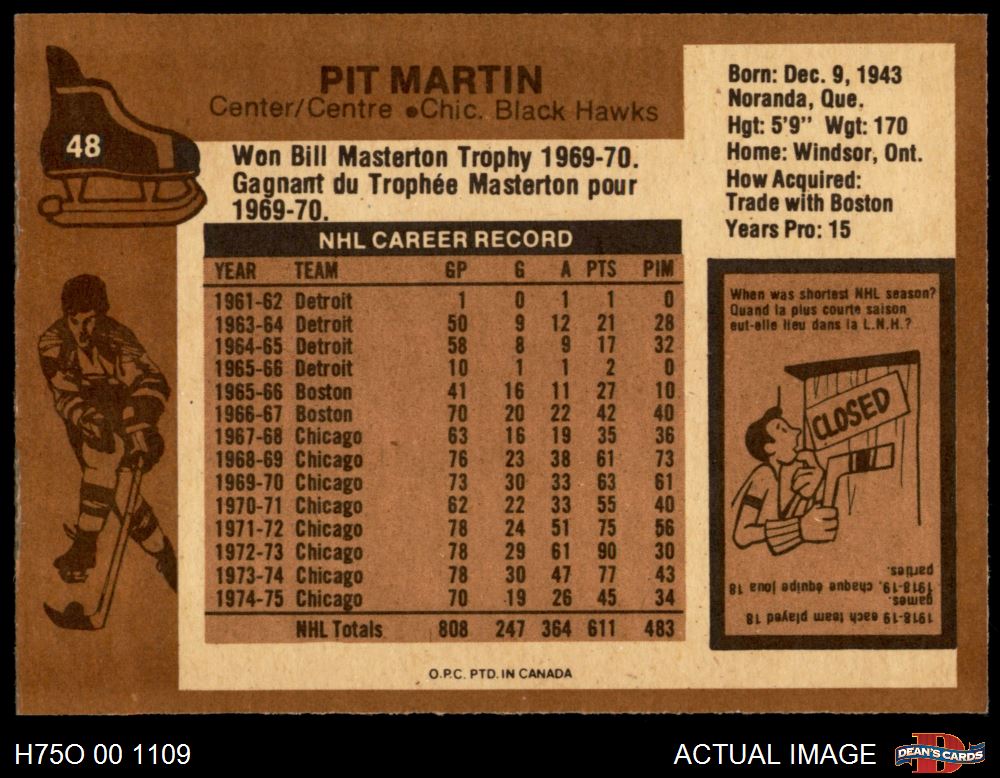 48
PIT MARTIN
Center/Centre •Chic. Black Hawks
Won Bill Masterton Trophy 1969-70.
Gagnant du Trophée Masterton pour
1969-70.
Born: Dec. 9, 1943
Noranda, Que.
Hgt: 5'9" Wgt: 170
Home: Windsor, Ont.
How Acquired:
Trade with Boston
Years Pro: 15
NHL CAREER RECORD
YEAR TEAM GP G A PTS PIM
1961-62 Detroit 1 0 1 1 0
1963-64 Detroit 50 9 12 21 28
1964-65 Detroit 58 8 9 17 32
1965-66 Detroit 10 1 1 2 0
1965-66 Boston 41 16 11 27 10
1966-67 Boston 70 20 22 42 40
1967-68 Chicago 63 16 19 35 36
1968-69 Chicago 76 23 38 61 73
1969-70 Chicago 73 30 33 63 61
1970-71 Chicago 62 22 33 55 40
1971-72 Chicago 78 24 51 75 56
1972-73 Chicago 78 29 61 90 30
1973-74 Chicago 78 30 47 77 43
1974-75 Chicago 70 19 26 45 34
NHL Totals 808 247 364 611 483
When was shortest NHL season?
Quand la plus courte saison
eut-elle lieu dans la L.N.H.?
CLOSED
1918-19 each team played 18
games.
1918-19, chaque équipe joua 18
parties.
O.P.C. PTD. IN CANADA
H75O 00 1109
ACTUAL IMAGE
D
DEAN'S CARDS